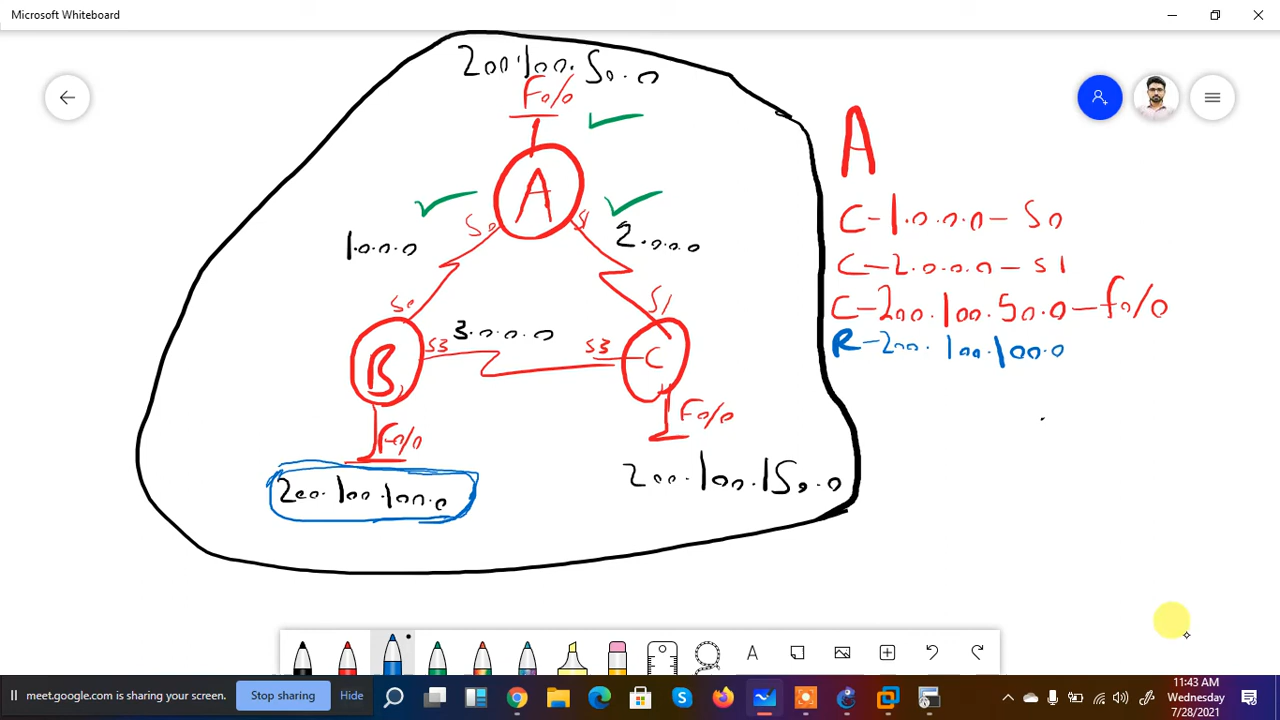 Microsoft Whiteboard
200.100.50.0
F0/0
A
S0
S1
1.0.0.0
2.0.0.0
S0
S1
3.0.0.0
B
S3
S3
C
F0/0
F0/0
200.100.100.0
200.100.150.0
A
C-1.0.0.0-S0
C-2.0.0.0-S1
C-200.100.50.0-f0/0
R-200.100.100.0
A
meet.google.com is sharing your screen.
Stop sharing
Hide
11:43 AM
Wednesday
7/28/2021